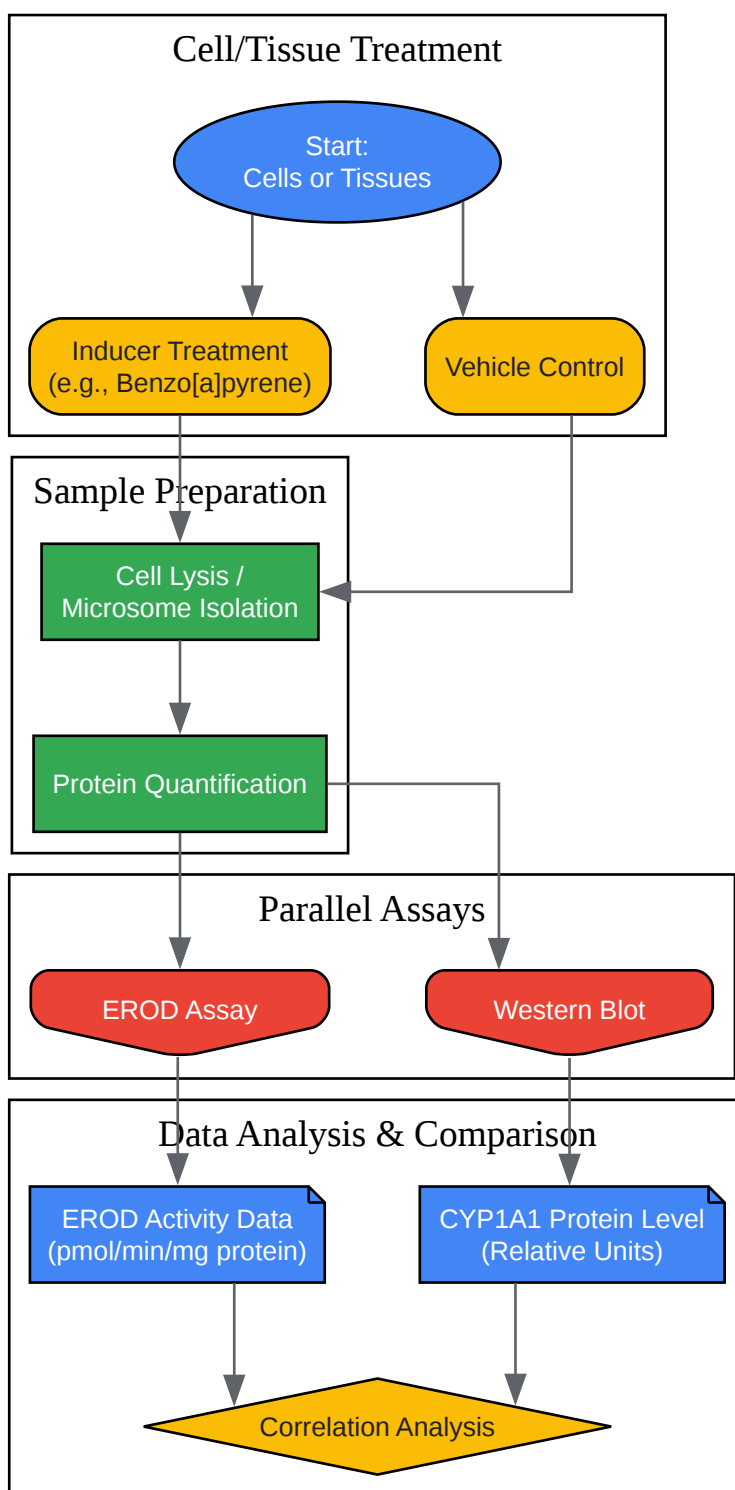 Cell/Tissue Treatment
Start:
Cells or Tissues
Inducer Treatment
(e.g., Benzo[a]pyrene)
Vehicle Control
Sample Preparation
Cell Lysis /
Microsome Isolation
Protein Quantification
Parallel Assays
EROD Assay
Western Blot
Data Analysis & Comparison
EROD Activity Data
(pmol/min/mg protein)
CYP1A1 Protein Level
(Relative Units)
Correlation Analysis